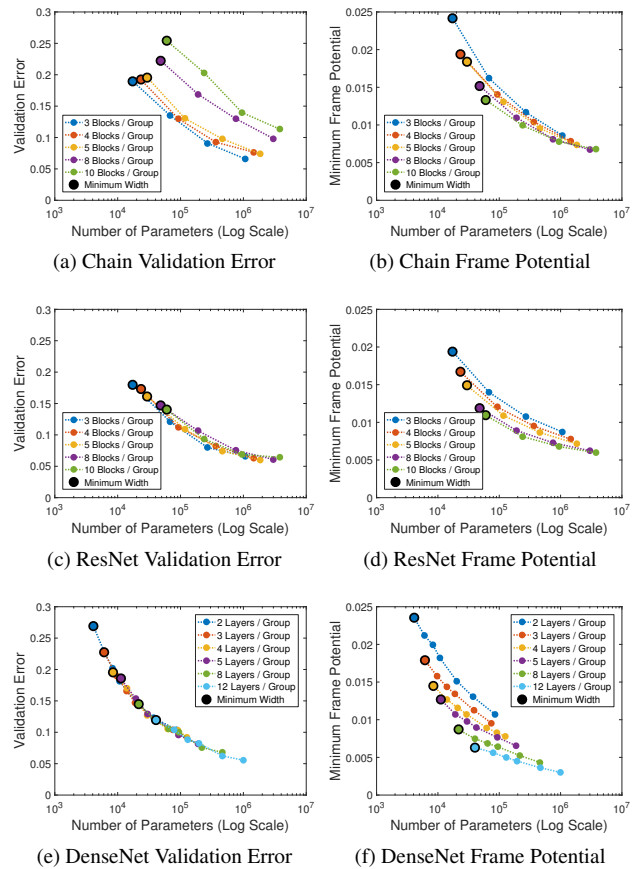 0.3
0.25
0.2
0.15
0.1
0.05
0
Validation Error
3 Blocks / Group
4 Blocks / Group
5 Blocks / Group
8 Blocks / Group
10 Blocks / Group
Minimum Width
10^3 10^4 10^5 10^6 10^7
Number of Parameters (Log Scale)
(a) Chain Validation Error
0.025
0.02
0.015
0.01
0.005
0
Minimum Frame Potential
3 Blocks / Group
4 Blocks / Group
5 Blocks / Group
8 Blocks / Group
10 Blocks / Group
Minimum Width
10^3 10^4 10^5 10^6 10^7
Number of Parameters (Log Scale)
(b) Chain Frame Potential
0.3
0.25
0.2
0.15
0.1
0.05
0
Validation Error
3 Blocks / Group
4 Blocks / Group
5 Blocks / Group
8 Blocks / Group
10 Blocks / Group
Minimum Width
10^3 10^4 10^5 10^6 10^7
Number of Parameters (Log Scale)
(c) ResNet Validation Error
0.025
0.02
0.015
0.01
0.005
0
Minimum Frame Potential
3 Blocks / Group
4 Blocks / Group
5 Blocks / Group
8 Blocks / Group
10 Blocks / Group
Minimum Width
10^3 10^4 10^5 10^6 10^7
Number of Parameters (Log Scale)
(d) ResNet Frame Potential
0.3
0.25
0.2
0.15
0.1
0.05
0
Validation Error
2 Layers / Group
3 Layers / Group
4 Layers / Group
5 Layers / Group
8 Layers / Group
12 Layers / Group
Minimum Width
10^3 10^4 10^5 10^6 10^7
Number of Parameters (Log Scale)
(e) DenseNet Validation Error
0.025
0.02
0.015
0.01
0.005
0
Minimum Frame Potential
2 Layers / Group
3 Layers / Group
4 Layers / Group
5 Layers / Group
8 Layers / Group
12 Layers / Group
Minimum Width
10^3 10^4 10^5 10^6 10^7
Number of Parameters (Log Scale)
(f) DenseNet Frame Potential